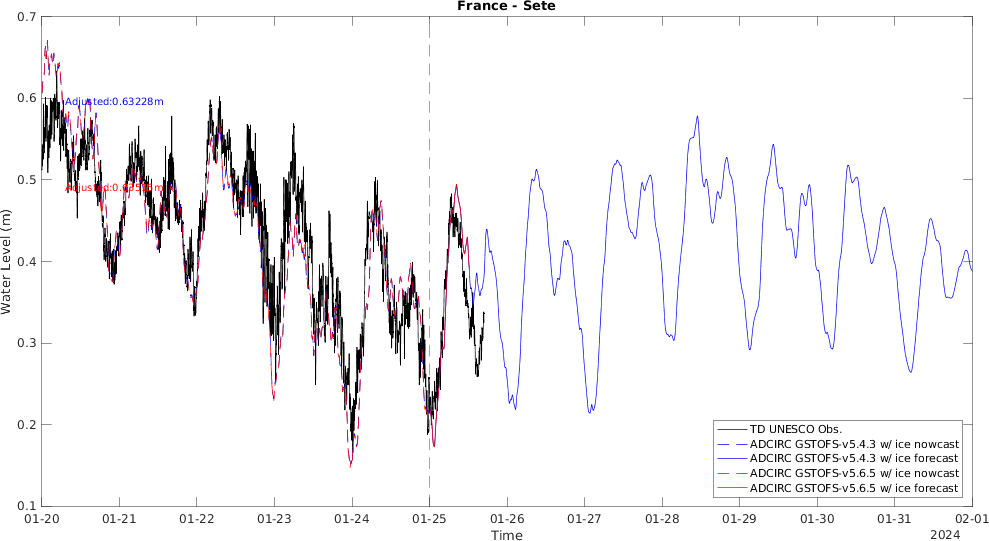 France - Sete
0.7
0.6
0.5
0.4
0.3
0.2
0.1
Water Level (m)
Adjusted:0.63228m
01-20
01-21
01-22
01-23
01-24
01-25
01-26
01-27
01-28
01-29
01-30
01-31
02-01
Time
2024
TD UNESCO Obs.
ADCIRC GSTOFS-v5.4.3 w/ ice nowcast
ADCIRC GSTOFS-v5.4.3 w/ ice forecast
ADCIRC GSTOFS-v5.6.5 w/ ice nowcast
ADCIRC GSTOFS-v5.6.5 w/ ice forecast